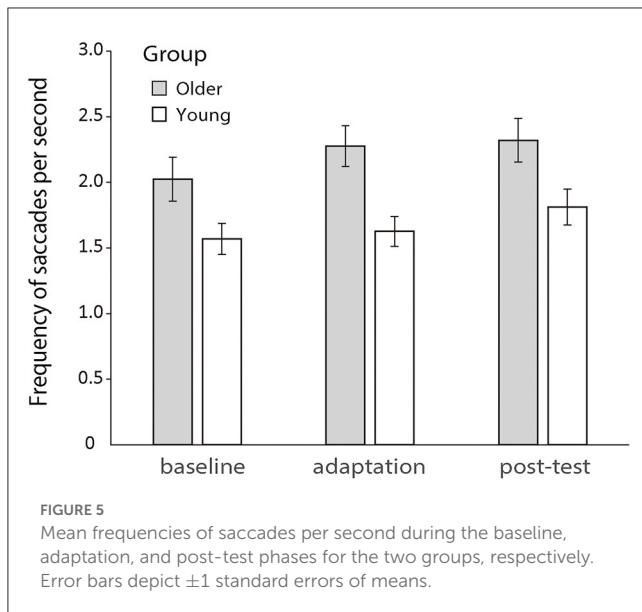 3.0
2.5
2.0
1.5
1.0
0.5
0
Frequency of saccades per second
Group
Older
Young
baseline adaptation post-test
FIGURE 5
Mean frequencies of saccades per second during the baseline,
adaptation, and post-test phases for the two groups, respectively.
Error bars depict ±1 standard errors of means.